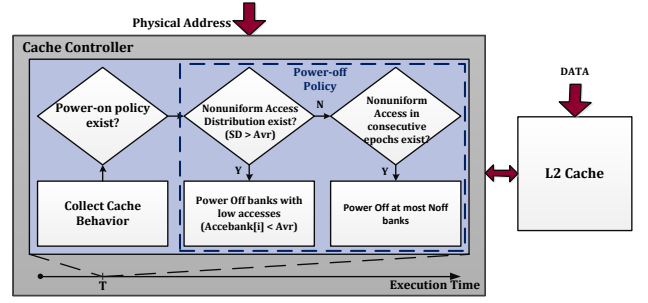 Physical Address
Cache Controller
Power-off
Policy
DATA
Power-on policy
exist?
Nonuniform Access
Distribution exist?
(SD > Avr)
N
Nonuniform
Access in
consecutive
epochs exist?
Y
Y
Collect Cache
Behavior
Power Off banks with
low accesses
(Accebank[i] < Avr)
Power Off at most Noff
banks
L2 Cache
T
Execution Time